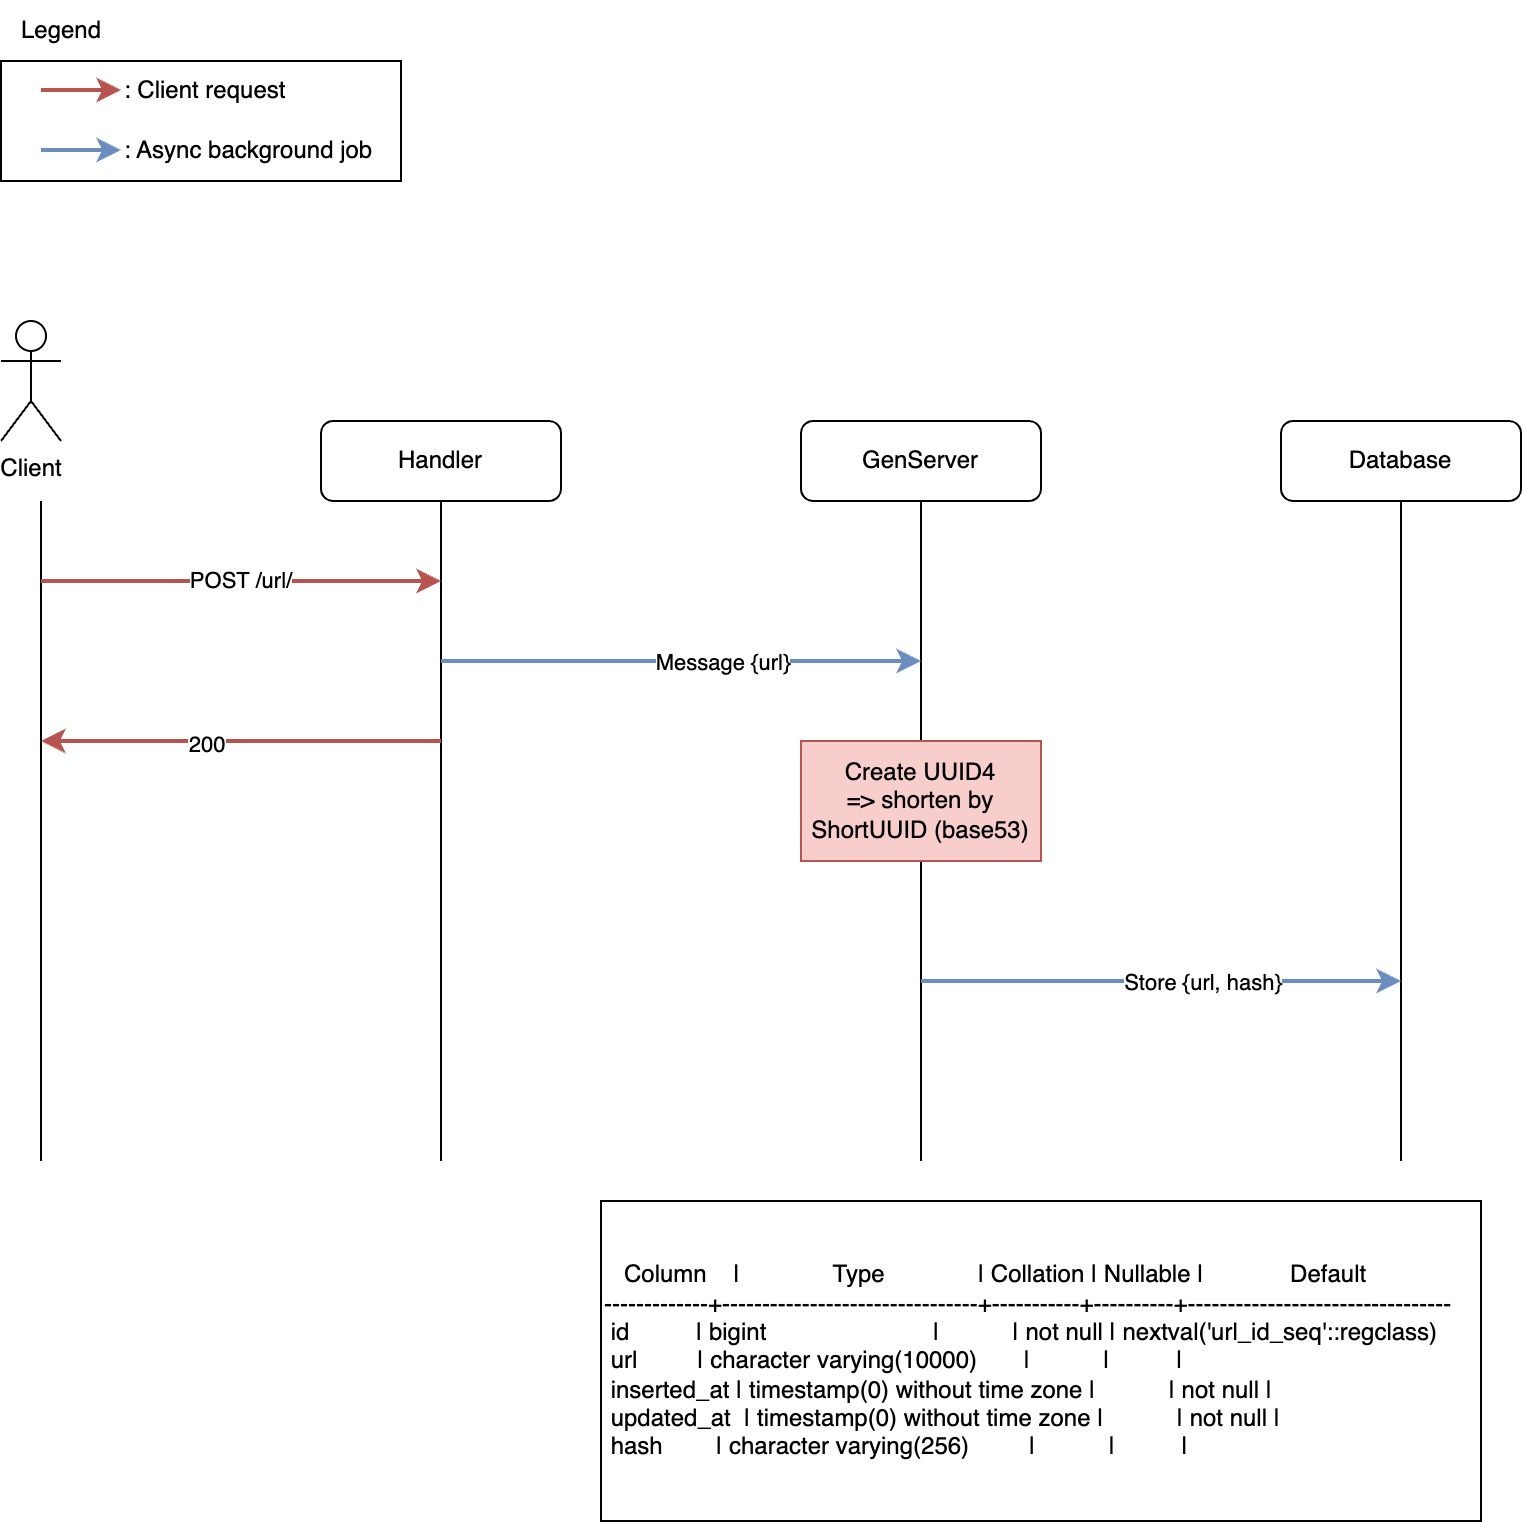 Legend
: Client request
: Async background job
Client
Handler
GenServer
Database
POST /url/
Message {url}
200
Create UUID4
=> shorten by
ShortUUID (base53)
Store {url, hash}
Column | Type | Collation | Nullable | Default
-------------+--------------------------------+------------+----------+---------------------------------
id | bigint | | not null | nextval('url_id_seq'::regclass)
url | character varying(10000) | | |
inserted_at | timestamp(0) without time zone | | not null |
updated_at | timestamp(0) without time zone | | not null |
hash | character varying(256) | | |